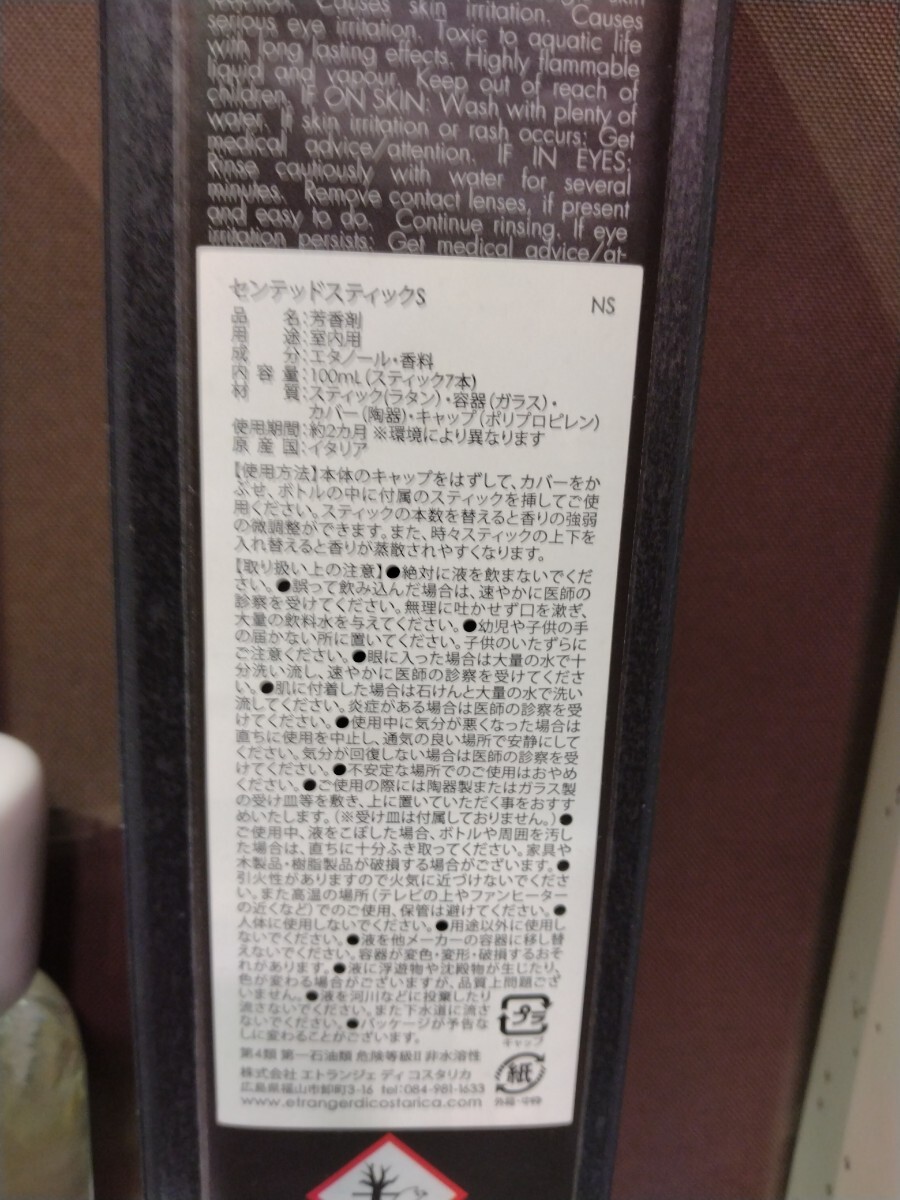 Causes skin irritation. Causes
serious eye irritation. Toxic to aquatic life
with long lasting effects. Highly flammable
liquid and vapour. Keep out of reach of
children. IF ON SKIN: Wash with plenty of
water. If skin irritation or rash occurs: Get
medical advice/attention. IF IN EYES:
Rinse cautiously with water for several
minutes. Remove contact lenses, if present
and easy to do. Continue rinsing. If eye
irritation persists: Get medical advice/at-
センテッドスティックS NS
品名:芳香剤
用途:室内用
成分:エタノール・香料
内容量:100mL(スティック7本)
材質:スティック(ラタン)・容器(ガラス)・
カバー(陶器)・キャップ(ポリプロピレン)
使用期間:約2カ月 ※環境により異なります
原産国:イタリア
【使用方法】本体のキャップをはずして、カバーをか
ぶせ、ボトルの中に付属のスティックを挿してご使
用ください。スティックの本数を替えると香りの強弱
の微調整ができます。また、時々スティックの上下を
入れ替えると香りが蒸散されやすくなります。
【取り扱い上の注意】●絶対に液を飲まないでくだ
さい。●誤って飲み込んだ場合は、速やかに医師の
診察を受けてください。無理に吐かせず口を漱ぎ、
大量の飲料水を与えてください。●幼児や子供の手
の届かない所に置いてください。子供のいたずらに
ご注意ください。●眼に入った場合は大量の水で十
分洗い流し、速やかに医師の診察を受けてくださ
い。●肌に付着した場合は石けんと大量の水で洗い
流してください。炎症がある場合は医師の診察を受
けてください。●使用中に気分が悪くなった場合は
直ちに使用を中止し、通気の良い場所で安静にして
ください。気分が回復しない場合は医師の診察を受
けてください。●不安定な場所でのご使用はおやめ
ください。●ご使用の際には陶器製またはガラス製
の受け皿等を敷き、上に置いていただく事をおすす
めいたします。(※受け皿は付属しておりません。)●
ご使用中、液をこぼした場合、ボトルや周囲を汚し
た場合は、直ちに十分ふき取ってください。家具や
木製品・樹脂製品が破損する場合がございます。●
引火性がありますので火気に近づけないでくださ
い。また高温の場所(テレビの上やファンヒーター
の近くなど)でのご使用、保管は避けてください。●
人体に使用しないでください。●用途以外に使用し
ないでください。●液を他メーカーの容器に移し替
えないでください。容器が変色・変形・破損するおそ
れがあります。●液に浮遊物や沈殿物が生じたり、
色が変わる場合がございますが、品質上問題ござ
いません。●液を河川などに投棄したり
流さないでください。また下水道に流さ
ないでください。●パッケージが予告な
しに変わることがございます。
第4類 第一石油類 危険等級II 非水溶性
株式会社 エトランジェ ディ コスタリカ
広島県福山市卸町3-16 tel:084-981-1633
www.etrangerdicostarica.com
プラ
キャップ
紙
外箱・中枠